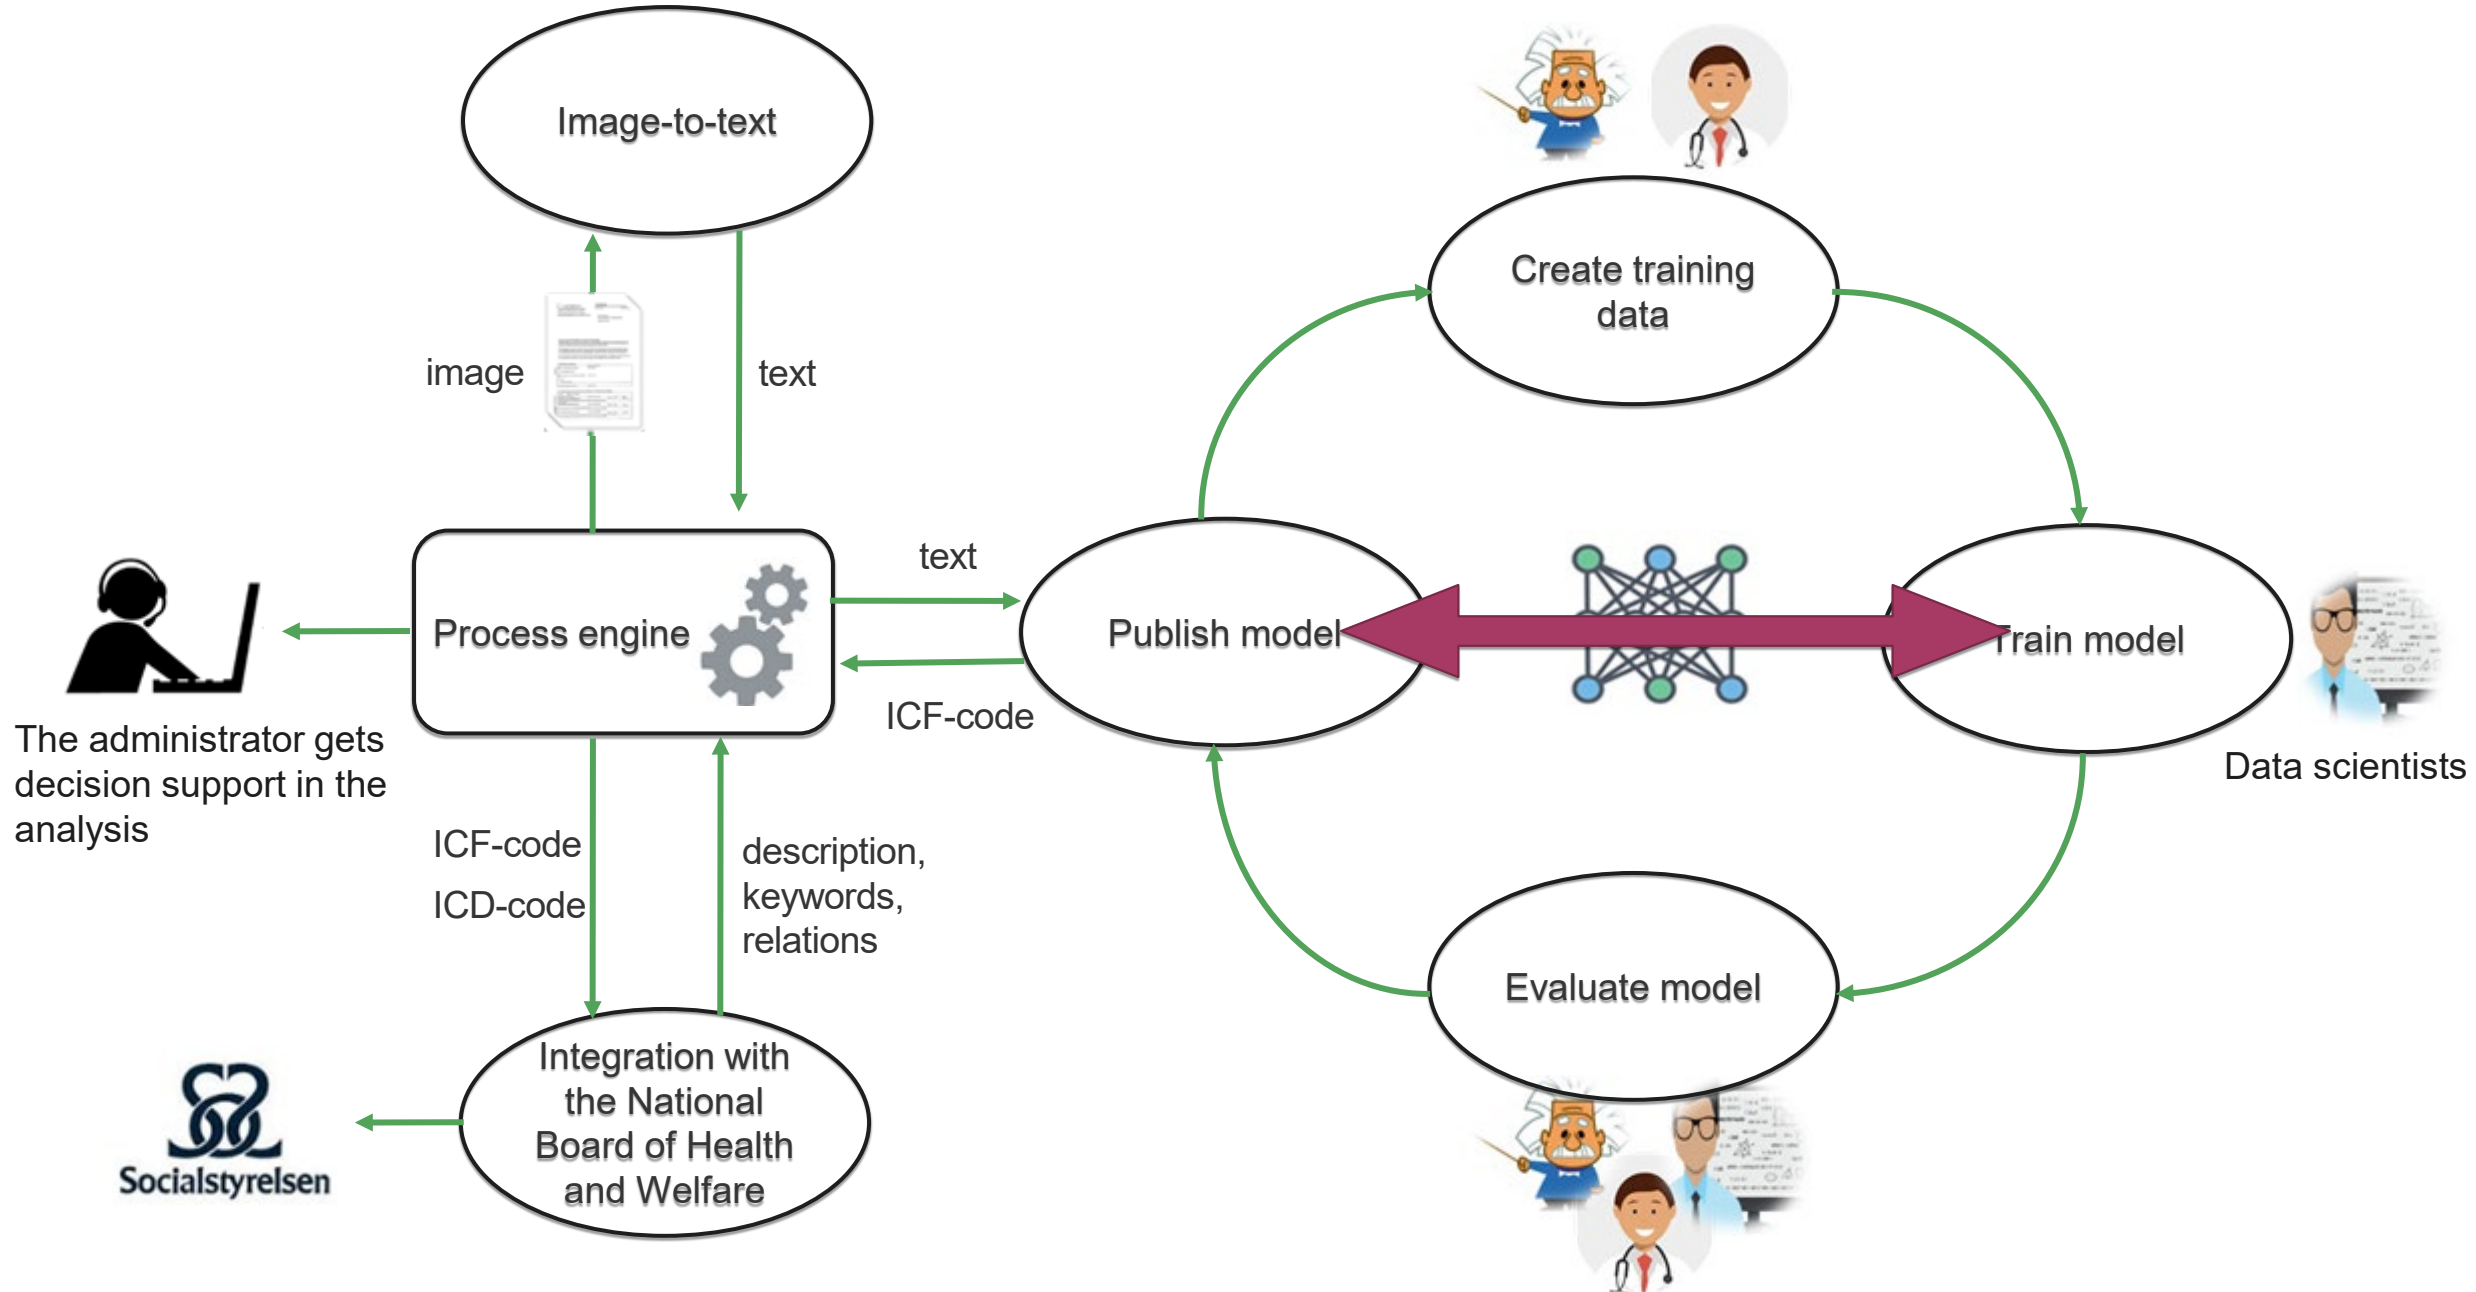 Image-to-text
Create training
data
image
text
text
Process engine
Publish model
Train model
ICF-code
The administrator gets
decision support in the
analysis
Data scientists
ICF-code
ICD-code
description,
keywords,
relations
Evaluate model
Integration with
the National
Board of Health
and Welfare
Socialstyrelsen